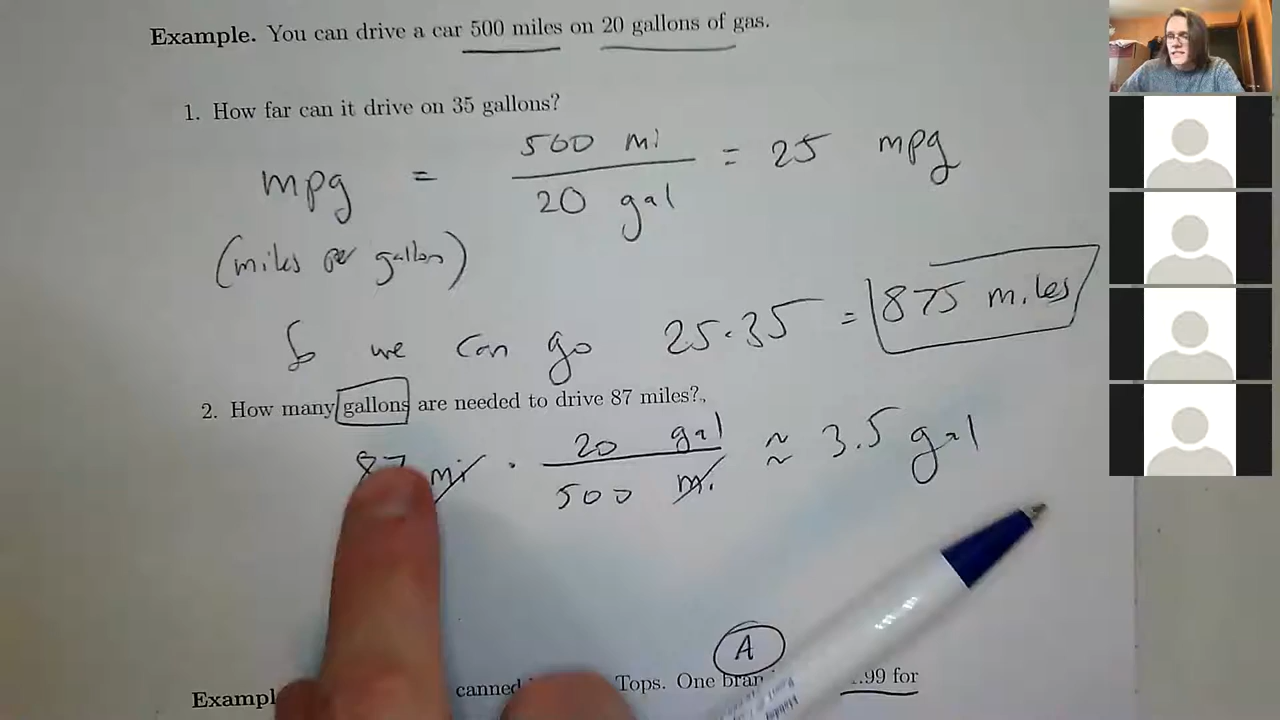 Example. You can drive a car 500 miles on 20 gallons of gas.
1. How far can it drive on 35 gallons?
mpg = 500 mi / 20 gal = 25 mpg
(miles per gallon)
So we can go 25·35 = 875 miles
2. How many gallons are needed to drive 87 miles?
87 mi · 20 gal / 500 mi ≈ 3.5 gal
A
canned Tops. One .99 for